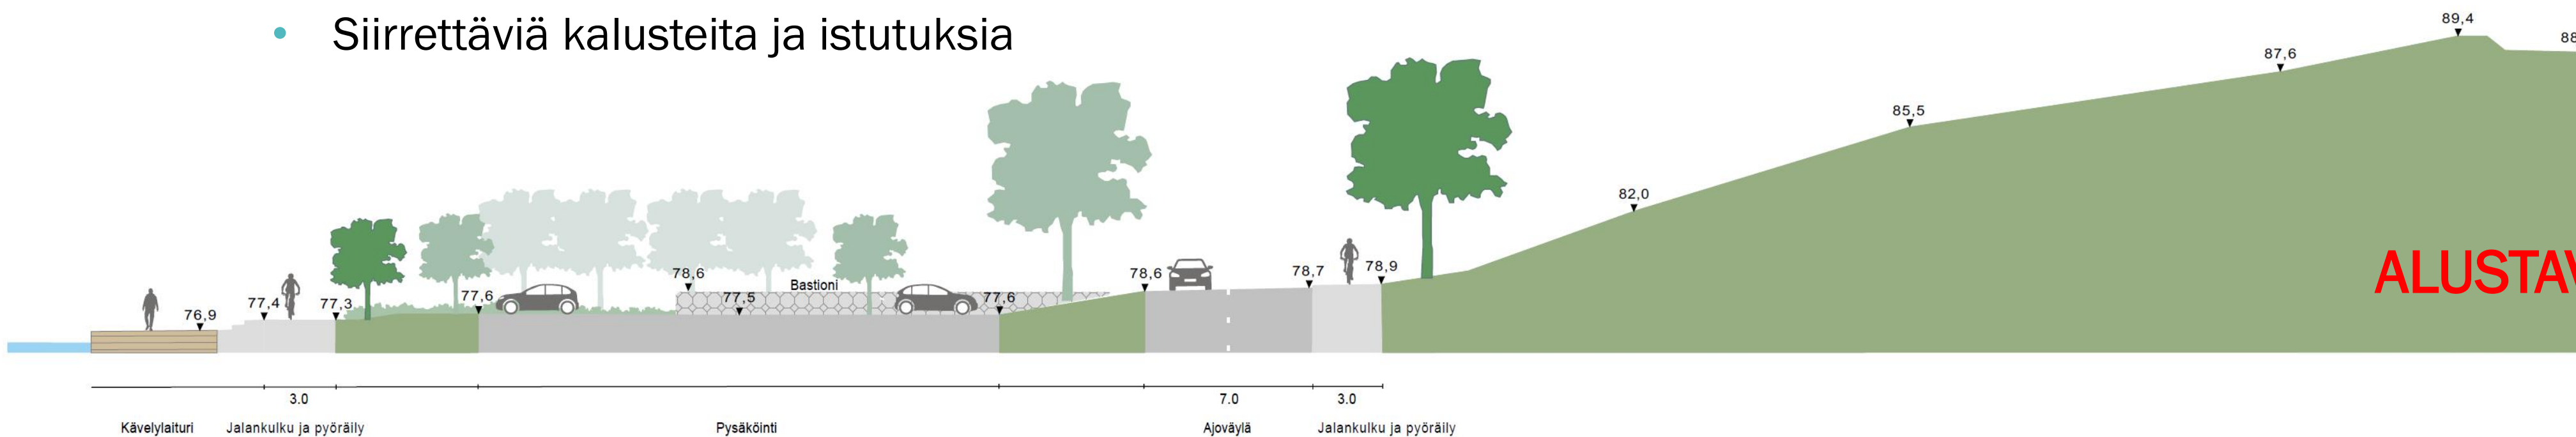 • Siirrettäviä kalusteita ja istutuksia
89,4
88
87,6
85,5
82,0
78,6
78,6
78,7
78,9
Bastioni
76,9
77,4
77,3
77,6
77,5
77,6
ALUSTAV
3.0
7.0
3.0
Kävelylaituri
Jalankulku ja pyöräily
Pysäköinti
Ajoväylä
Jalankulku ja pyöräily